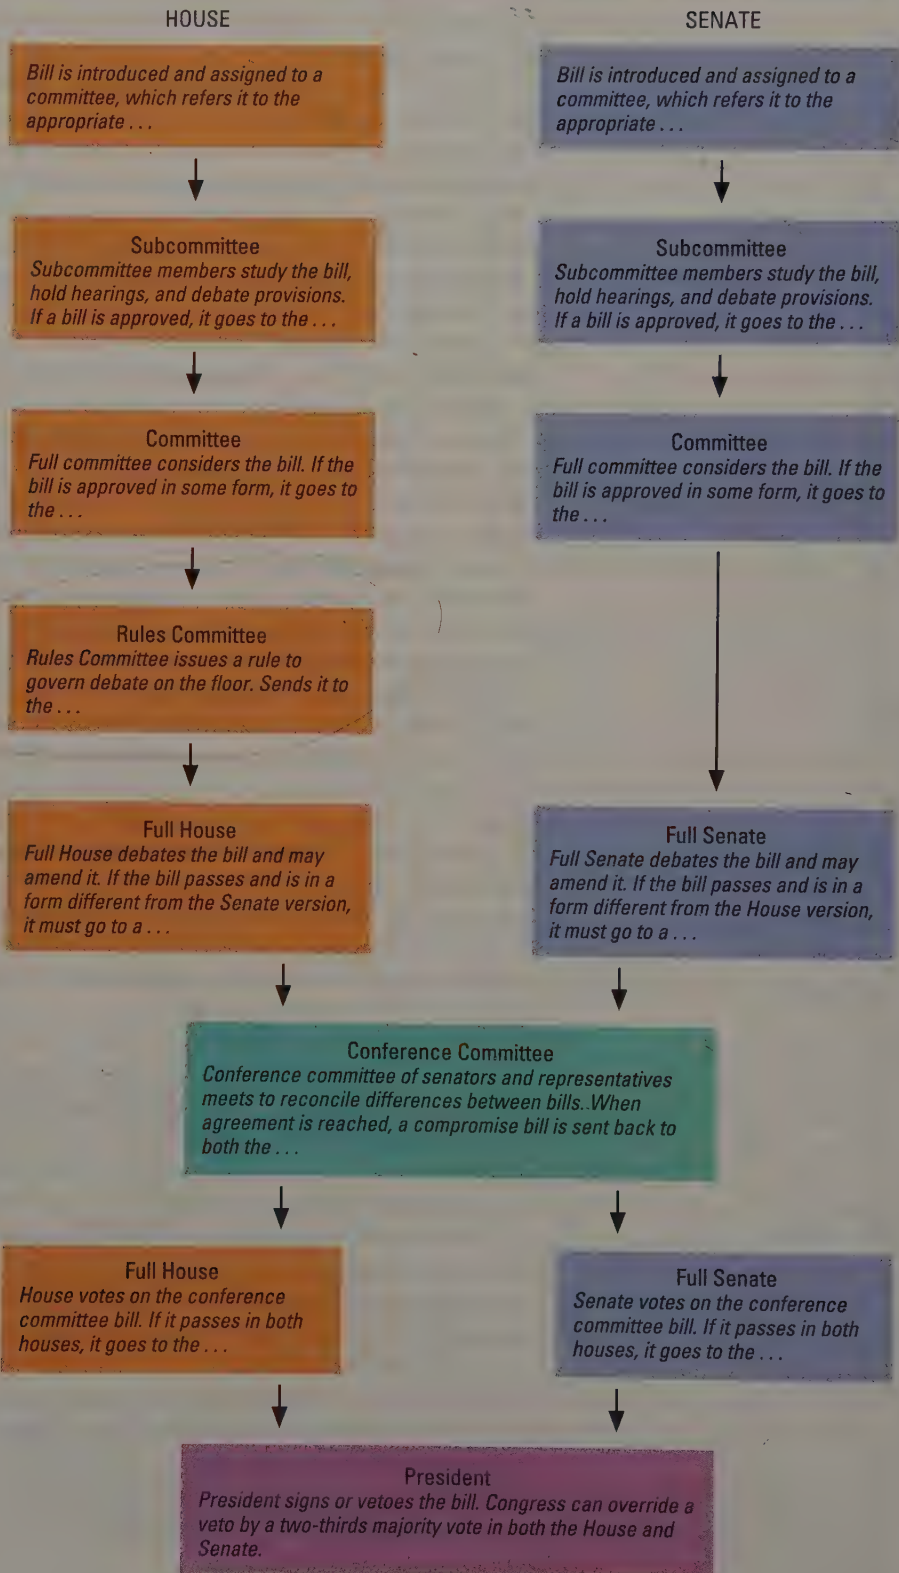 HOUSE
Bill is introduced and assigned to a
committee, which refers it to the
appropriate . . .
Subcommittee
Subcommittee members study the bill,
hold hearings, and debate provisions.
If a bill is approved, it goes to the . . .
Committee
Full committee considers the bill. If the
bill is approved in some form, it goes to
the . . .
Rules Committee
Rules Committee issues a rule to
govern debate on the floor. Sends it to
the . . .
Full House
Full House debates the bill and may
amend it. If the bill passes and is in a
form different from the Senate version,
it must go to a . . .
SENATE
Bill is introduced and assigned to a
committee, which refers it to the
appropriate . . .
Subcommittee
Subcommittee members study the bill,
hold hearings, and debate provisions.
If a bill is approved, it goes to the . . .
Committee
Full committee considers the bill. If the
bill is approved in some form, it goes to
the . . .
Full Senate
Full Senate debates the bill and may
amend it. If the bill passes and is in a
form different from the House version,
it must go to a . . .
Conference Committee
Conference committee of senators and representatives
meets to reconcile differences between bills. When
agreement is reached, a compromise bill is sent back to
both the . . .
Full House
House votes on the conference
committee bill. If it passes in both
houses, it goes to the . . .
Full Senate
Senate votes on the conference
committee bill. If it passes in both
houses, it goes to the . . .
President
President signs or vetoes the bill. Congress can override a
veto by a two-thirds majority vote in both the House and
Senate.